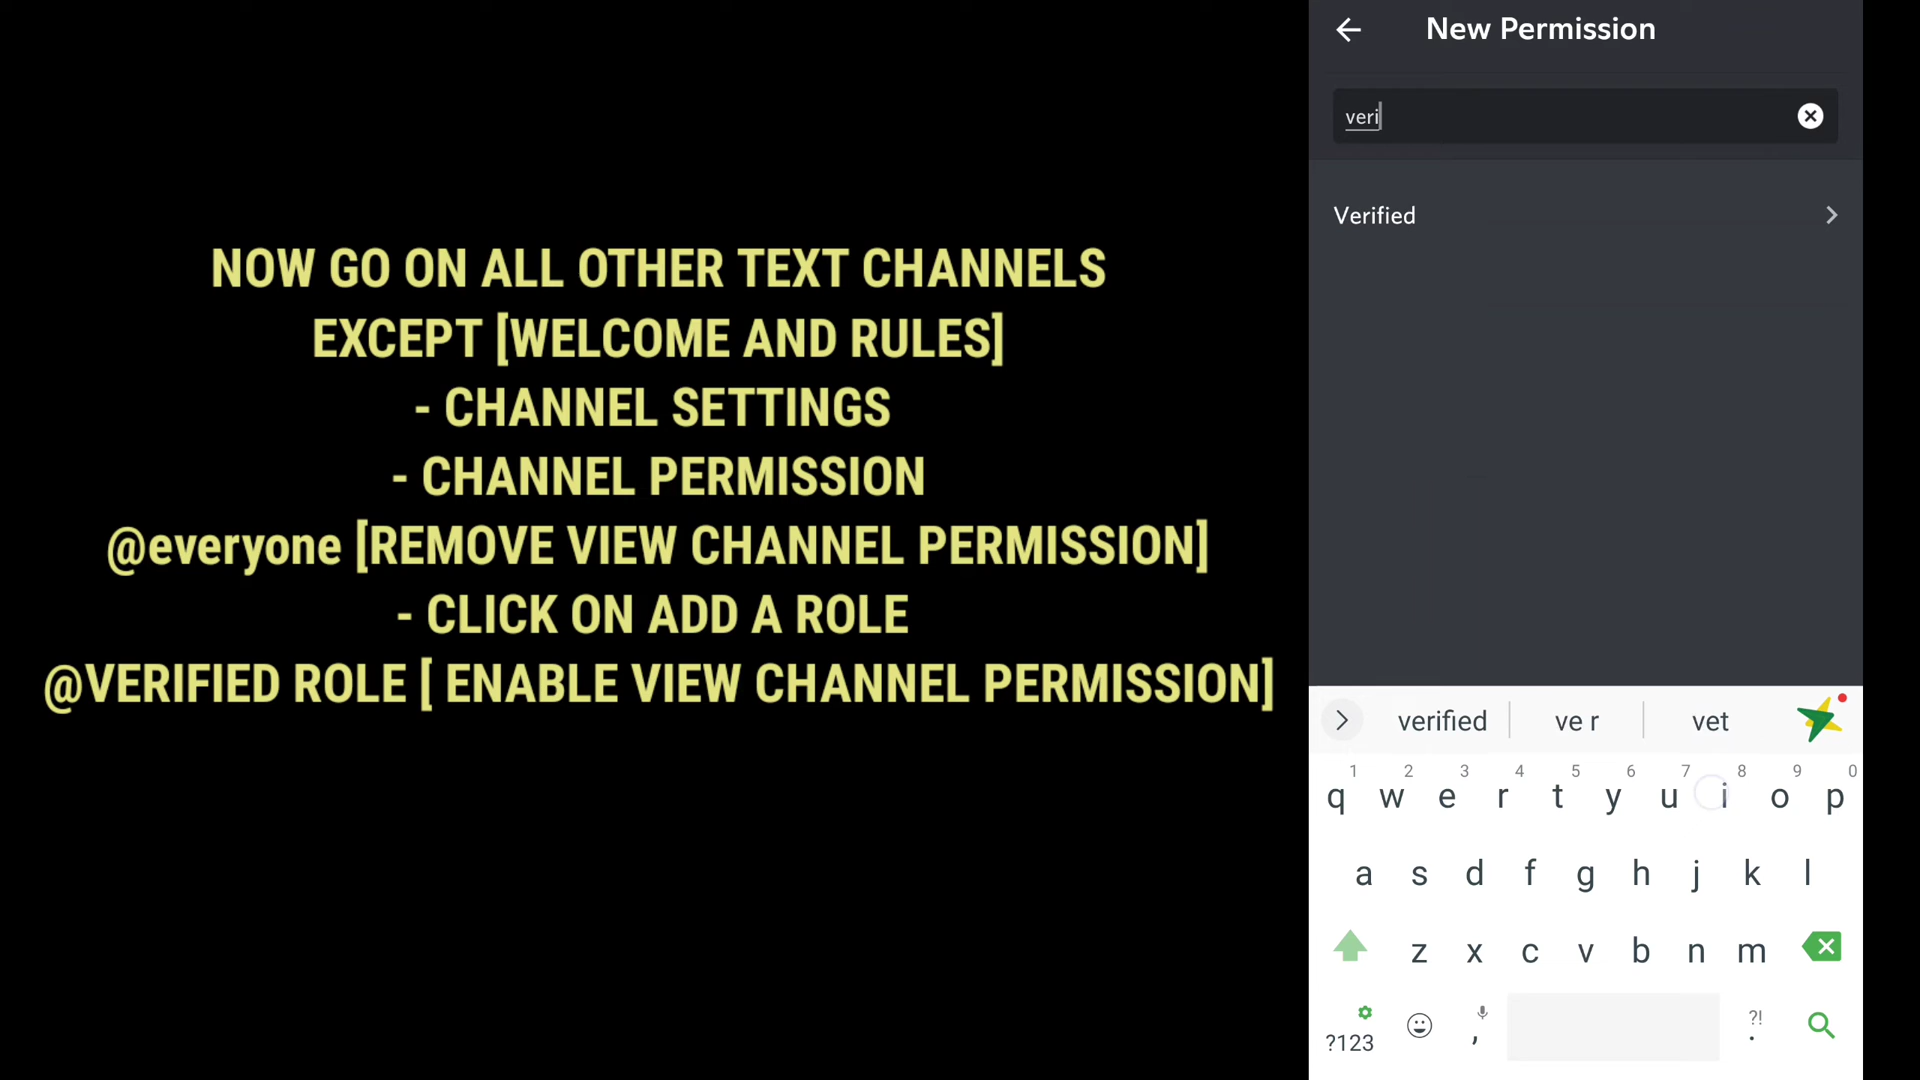 NOW GO ON ALL OTHER TEXT CHANNELS
EXCEPT [WELCOME AND RULES]
- CHANNEL SETTINGS
- CHANNEL PERMISSION
@everyone [REMOVE VIEW CHANNEL PERMISSION]
- CLICK ON ADD A ROLE
@VERIFIED ROLE [ ENABLE VIEW CHANNEL PERMISSION]
New Permission
veri
Verified
verified ve r vet
1 2 3 4 5 6 7 8 9 0
q w e r t y u i o p
a s d f g h j k l
z x c v b n m
?123 , ?! .